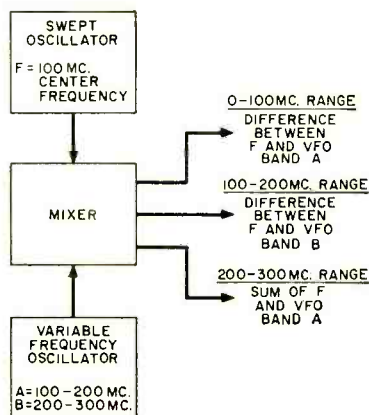 SWEPT
OSCILLATOR
F = 100 MC.
CENTER
FREQUENCY
MIXER
VARIABLE
FREQUENCY
OSCILLATOR
A=100-200 MC.
B=200-300 MC.
0-100MC. RANGE
DIFFERENCE
BETWEEN
F AND VFO
BAND A
100-200MC. RANGE
DIFFERENCE
BETWEEN
F AND VFO
BAND B
200-300 MC. RANGE
SUM OF F
AND VFO
BAND A